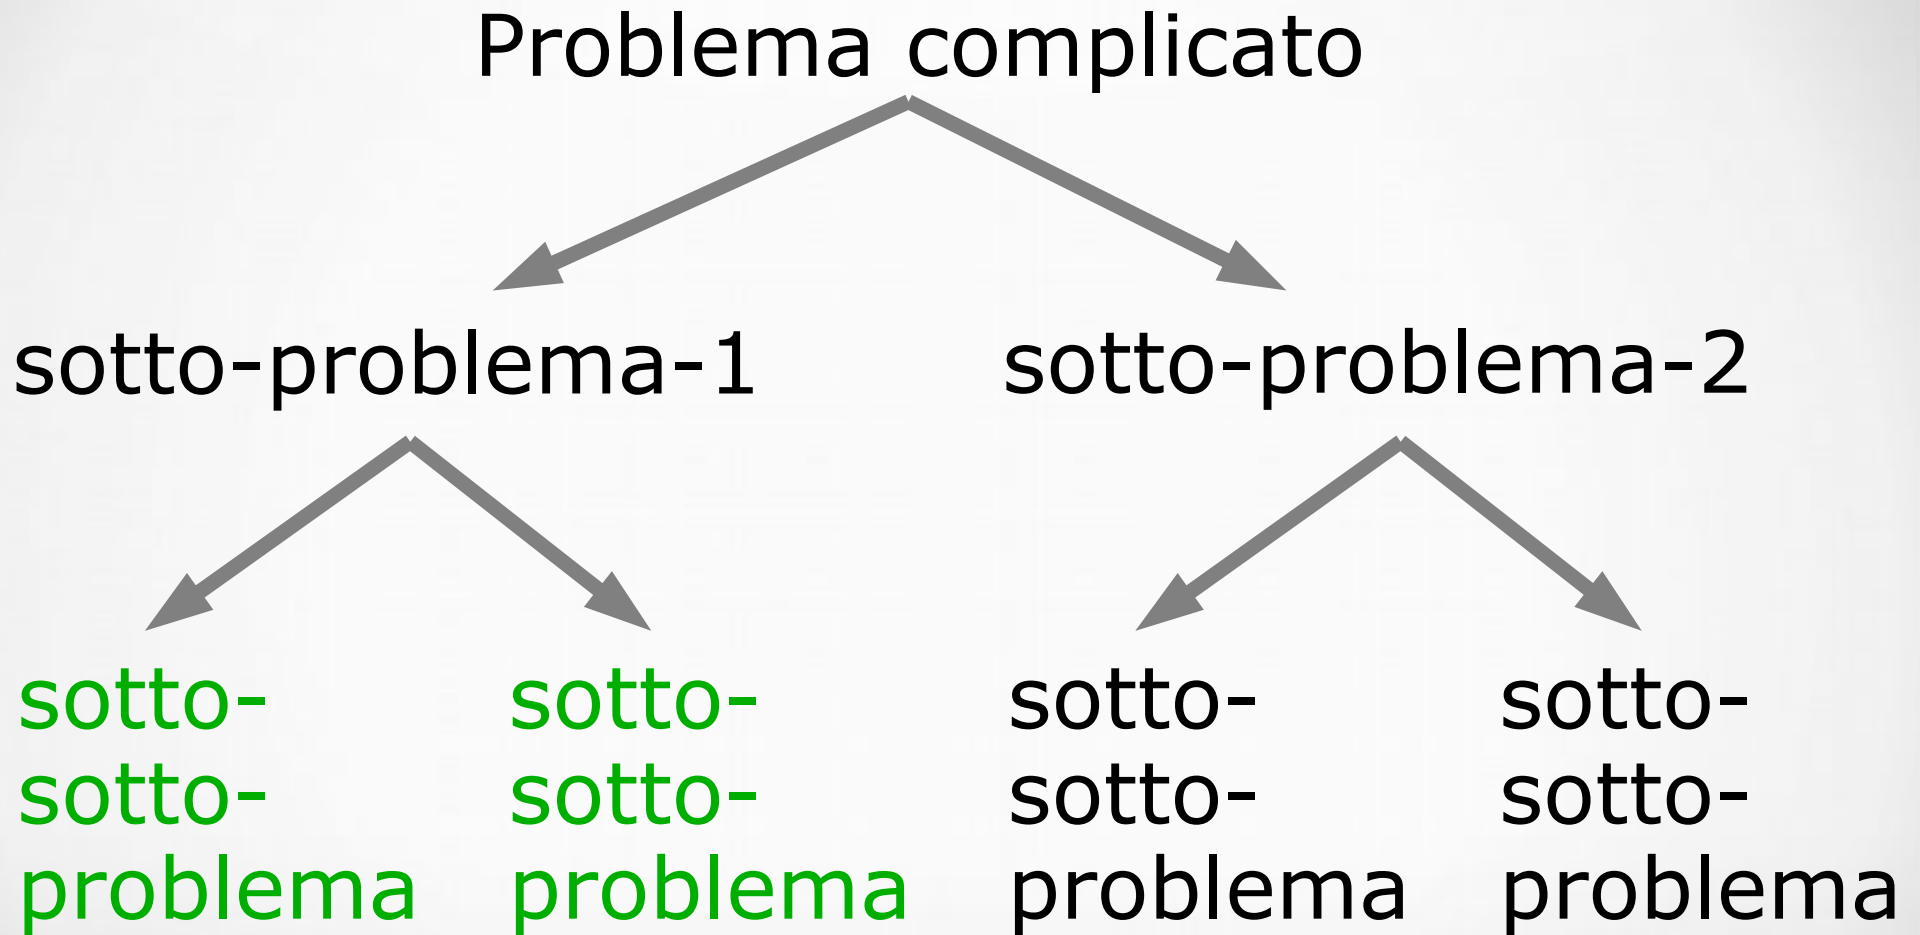 Problema complicato
sotto-problema-1
sotto-problema-2
sotto-
sotto-
problema
sotto-
sotto-
problema
sotto-
sotto-
problema
sotto-
sotto-
problema